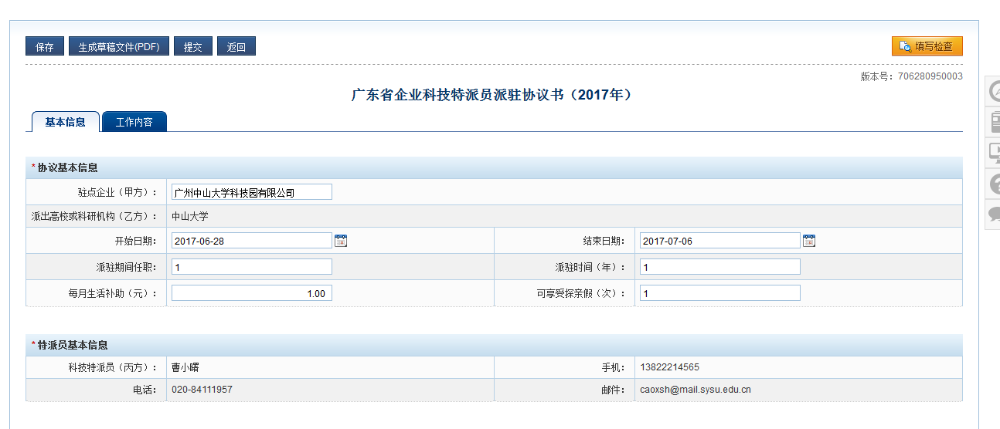 保存 生成草稿文件(PDF) 提交 返回 填写检查
版本号：706280950003
广东省企业科技特派员派驻协议书（2017年）
基本信息 工作内容
*协议基本信息
驻点企业（甲方）： 广州中山大学科技园有限公司
派出高校或科研机构（乙方）： 中山大学
开始日期： 2017-06-28 结束日期： 2017-07-06
派驻期间任职： 1 派驻时间（年）： 1
每月生活补助（元）： 1.00 可享受探亲假（次）： 1
*特派员基本信息
科技特派员（丙方）： 曹小曙 手机： 13822214565
电话： 020-84111957 邮件： caoxsh@mail.sysu.edu.cn